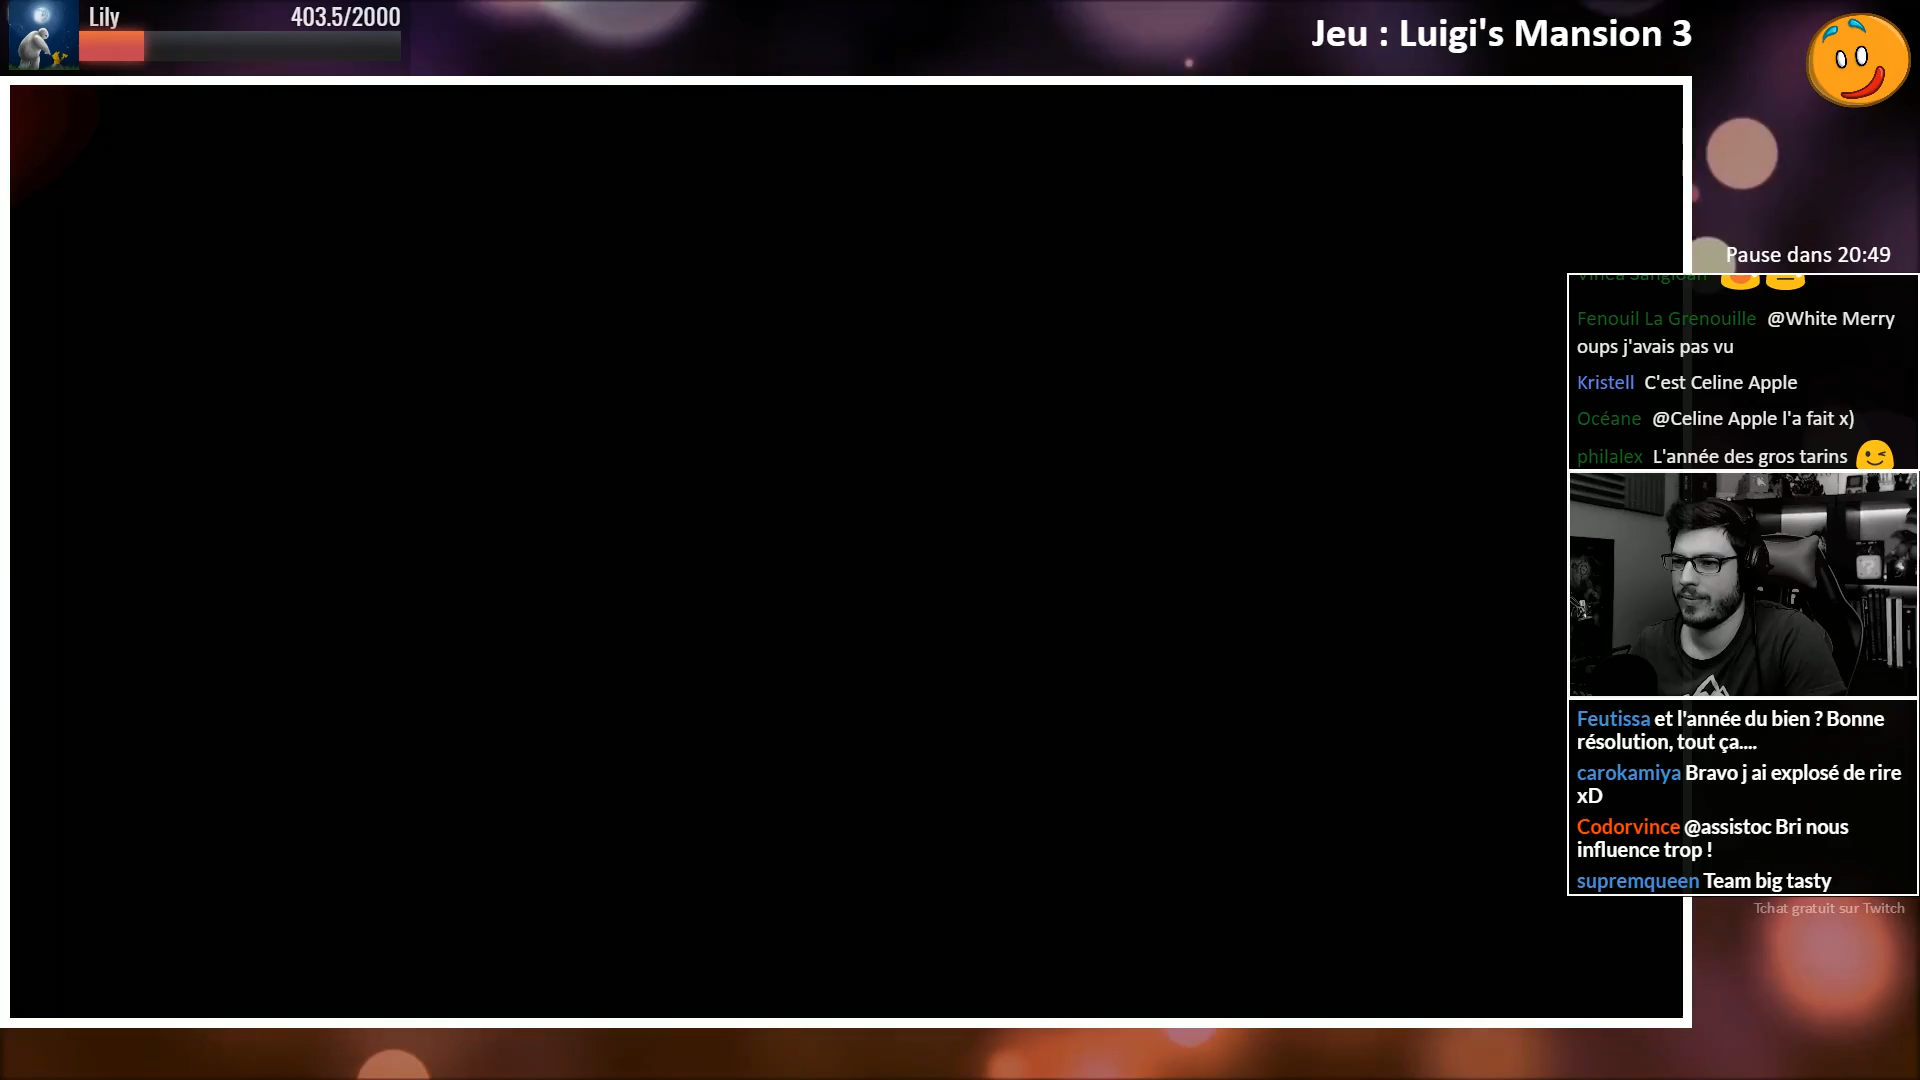 Lily 403.5/2000
Jeu : Luigi's Mansion 3
Pause dans 20:49
Fenouil La Grenouille @White Merry
oups j'avais pas vu
Kristell C'est Celine Apple
Océane @Celine Apple l'a fait x)
philalex L'année des gros tarins
Feutissa et l'année du bien ? Bonne
résolution, tout ça....
carokamiya Bravo j ai explosé de rire
xD
Codorvince @assistoc Bri nous
influence trop !
supremqueen Team big tasty
Tchat gratuit sur Twitch